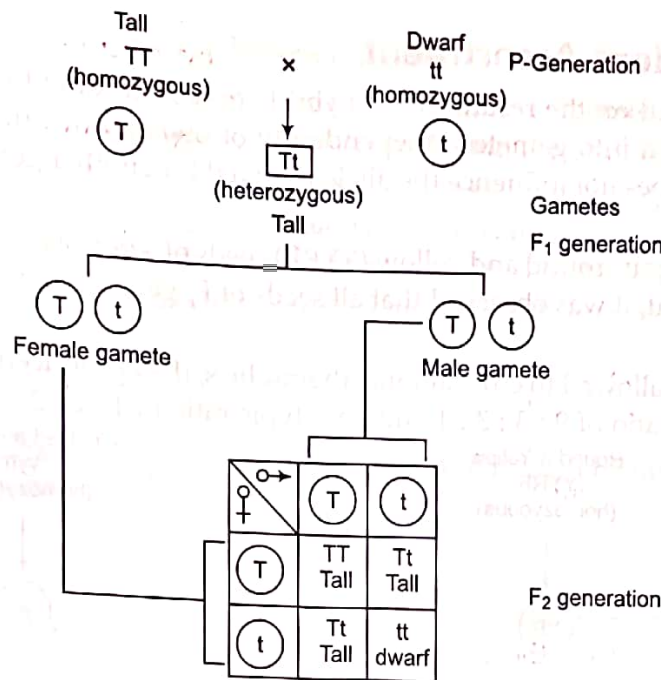 Tall
TT × Dwarf
(homozygous) tt P-Generation
(homozygous)
T t
Tt
(heterozygous)
Tall
Gametes
F1 generation
T t T t
Female gamete Male gamete
T t
T TT Tt
Tall Tall
F2 generation
t Tt tt
Tall dwarf